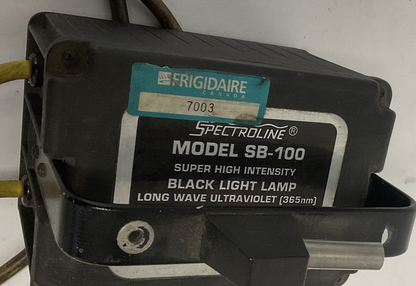 FRIGIDAIRE
CANADA
7003
SPECTROLINE®
MODEL SB-100
SUPER HIGH INTENSITY
BLACK LIGHT LAMP
LONG WAVE ULTRAVIOLET (365nm)